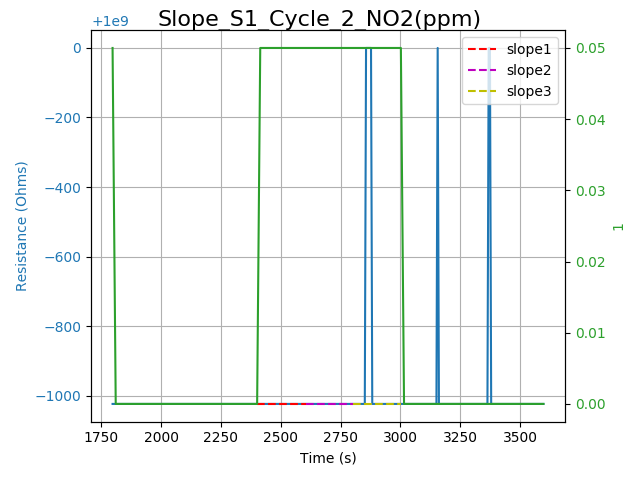 Slope_S1_Cycle_2_NO2(ppm)
+1e9
slope1
slope2
slope3
0
−200
−400
−600
−800
−1000
Resistance (Ohms)
0.05
0.04
0.03
0.02
0.01
0.00
1
1750 2000 2250 2500 2750 3000 3250 3500
Time (s)